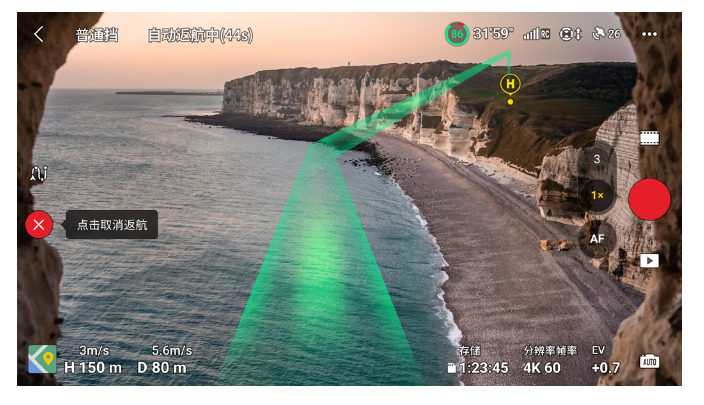 普通挡 自动返航中(44s) 86 31'59" RC 26
H
3
1×
点击取消返航
AF
3m/s 5.6m/s 存储 分辨率帧率 EV
H 150 m D 80 m 1:23:45 4K 60 +0.7 AUTO